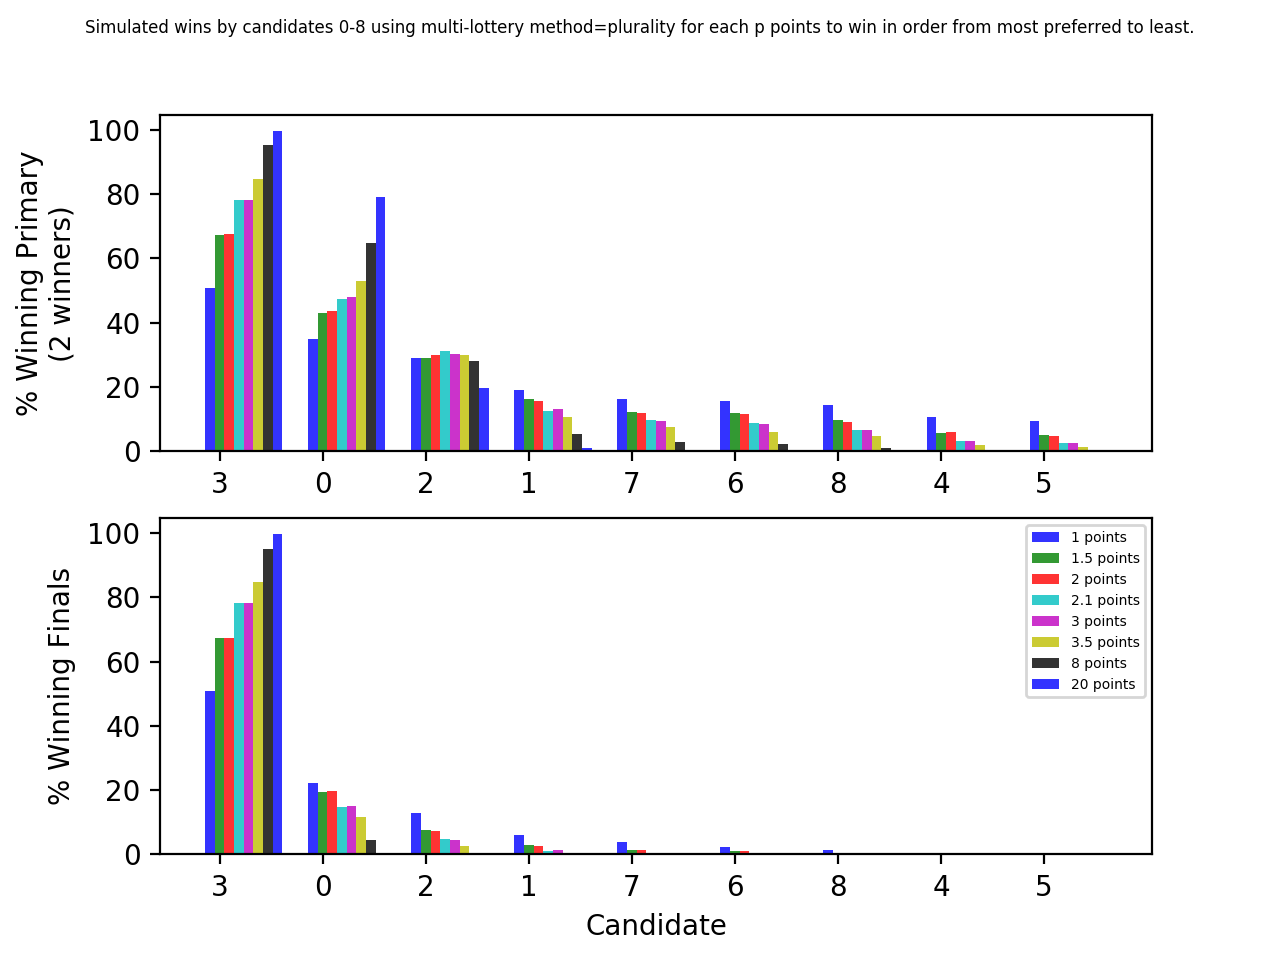 Simulated wins by candidates 0-8 using multi-lottery method=plurality for each p points to win in order from most preferred to least.
% Winning Primary
(2 winners)
100
80
60
40
20
0
3 0 2 1 7 6 8 4 5
% Winning Finals
100
80
60
40
20
0
1 points
1.5 points
2 points
2.1 points
3 points
3.5 points
8 points
20 points
3 0 2 1 7 6 8 4 5
Candidate